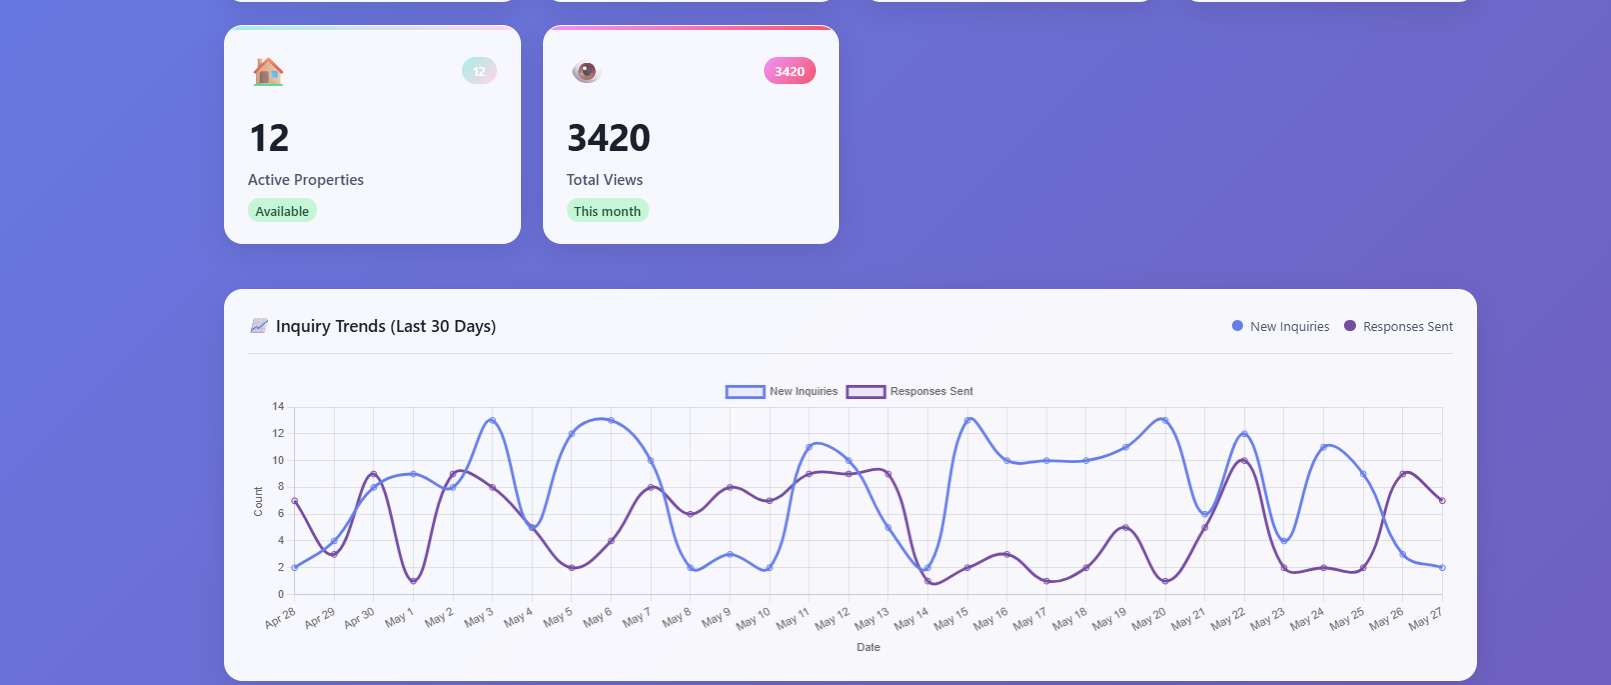 12
3420
12
3420
Active Properties
Total Views
Available
This month
Inquiry Trends (Last 30 Days)
New Inquiries
Responses Sent
New Inquiries
Responses Sent
14
12
10
8
6
4
2
0
Count
Apr 28
Apr 29
Apr 30
May 1
May 2
May 3
May 4
May 5
May 6
May 7
May 8
May 9
May 10
May 11
May 12
May 13
May 14
May 15
May 16
May 17
May 18
May 19
May 20
May 21
May 22
May 23
May 24
May 25
May 26
May 27
Date